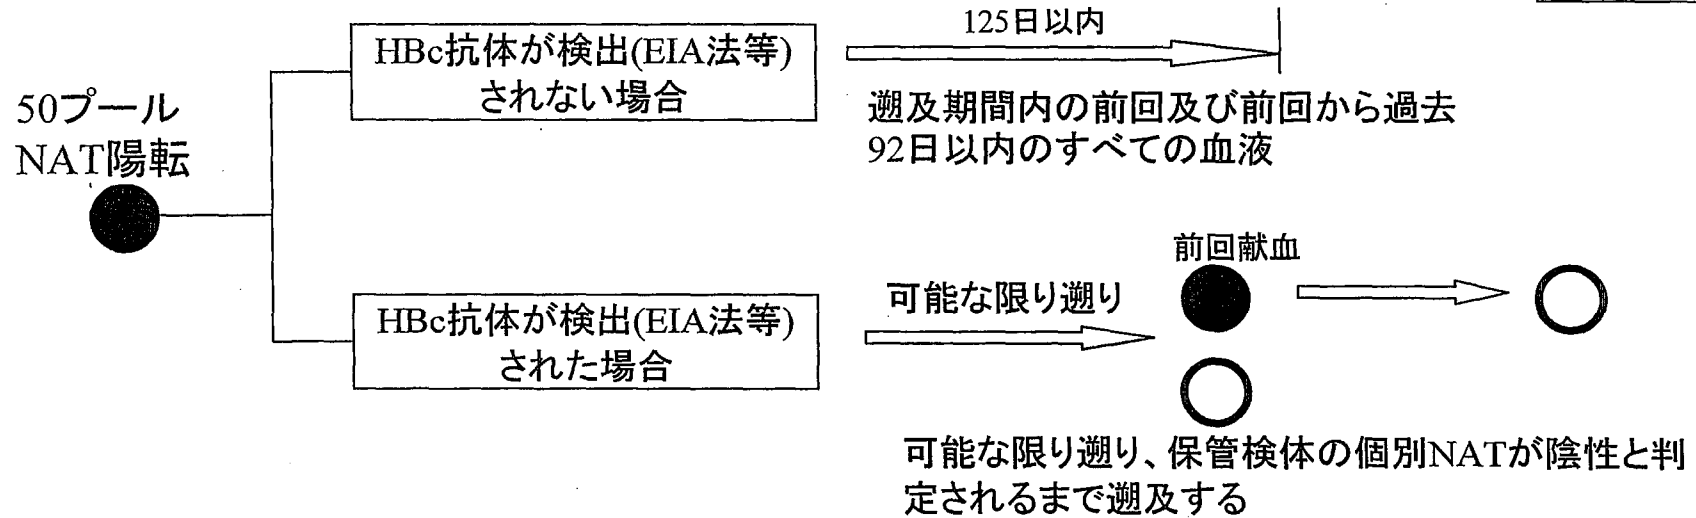 50プール
NAT陽転
HBc抗体が検出(EIA法等)
されない場合
125日以内
遡及期間内の前回及び前回から過去
92日以内のすべての血液
HBc抗体が検出(EIA法等)
された場合
可能な限り遡り
前回献血
可能な限り遡り、保管検体の個別NATが陰性と判
定されるまで遡及する